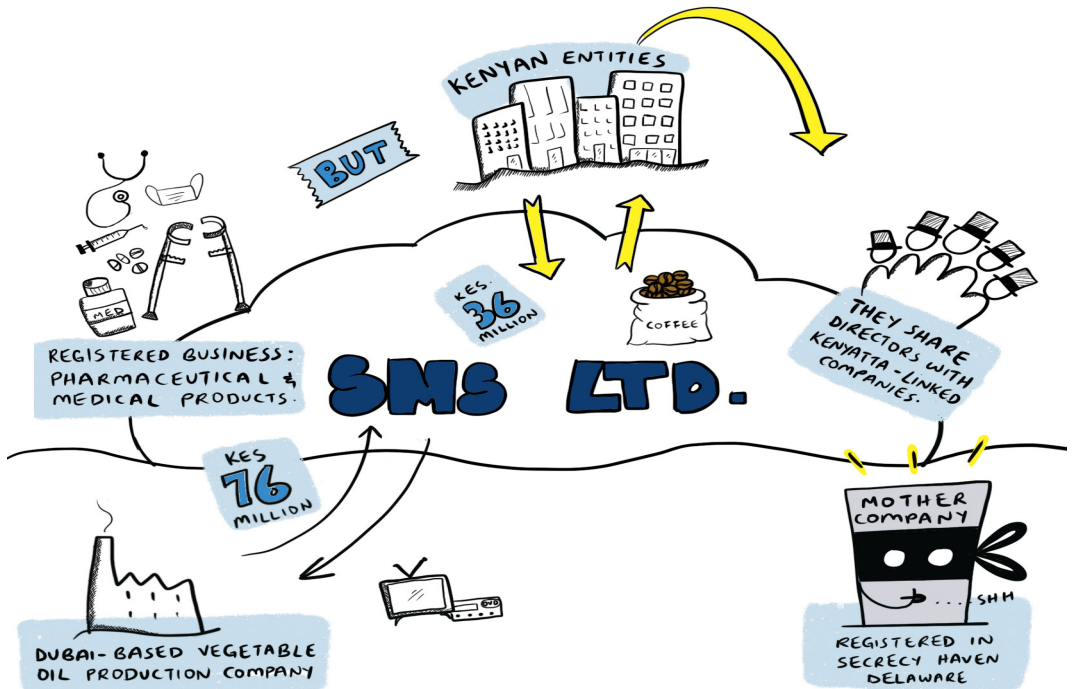 KENYAN ENTITIES
BUT
MED
REGISTERED BUSINESS:
PHARMACEUTICAL &
MEDICAL PRODUCTS.
KES.
36
MILLION
COFFEE
SMS LTD.
THEY SHARE
DIRECTORS WITH
KENYATTA-LINKED
COMPANIES.
KES
76
MILLION
DUBAI-BASED VEGETABLE
OIL PRODUCTION COMPANY
DVD
MOTHER
COMPANY
....SHH
REGISTERED IN
SECRECY HAVEN
DELAWARE